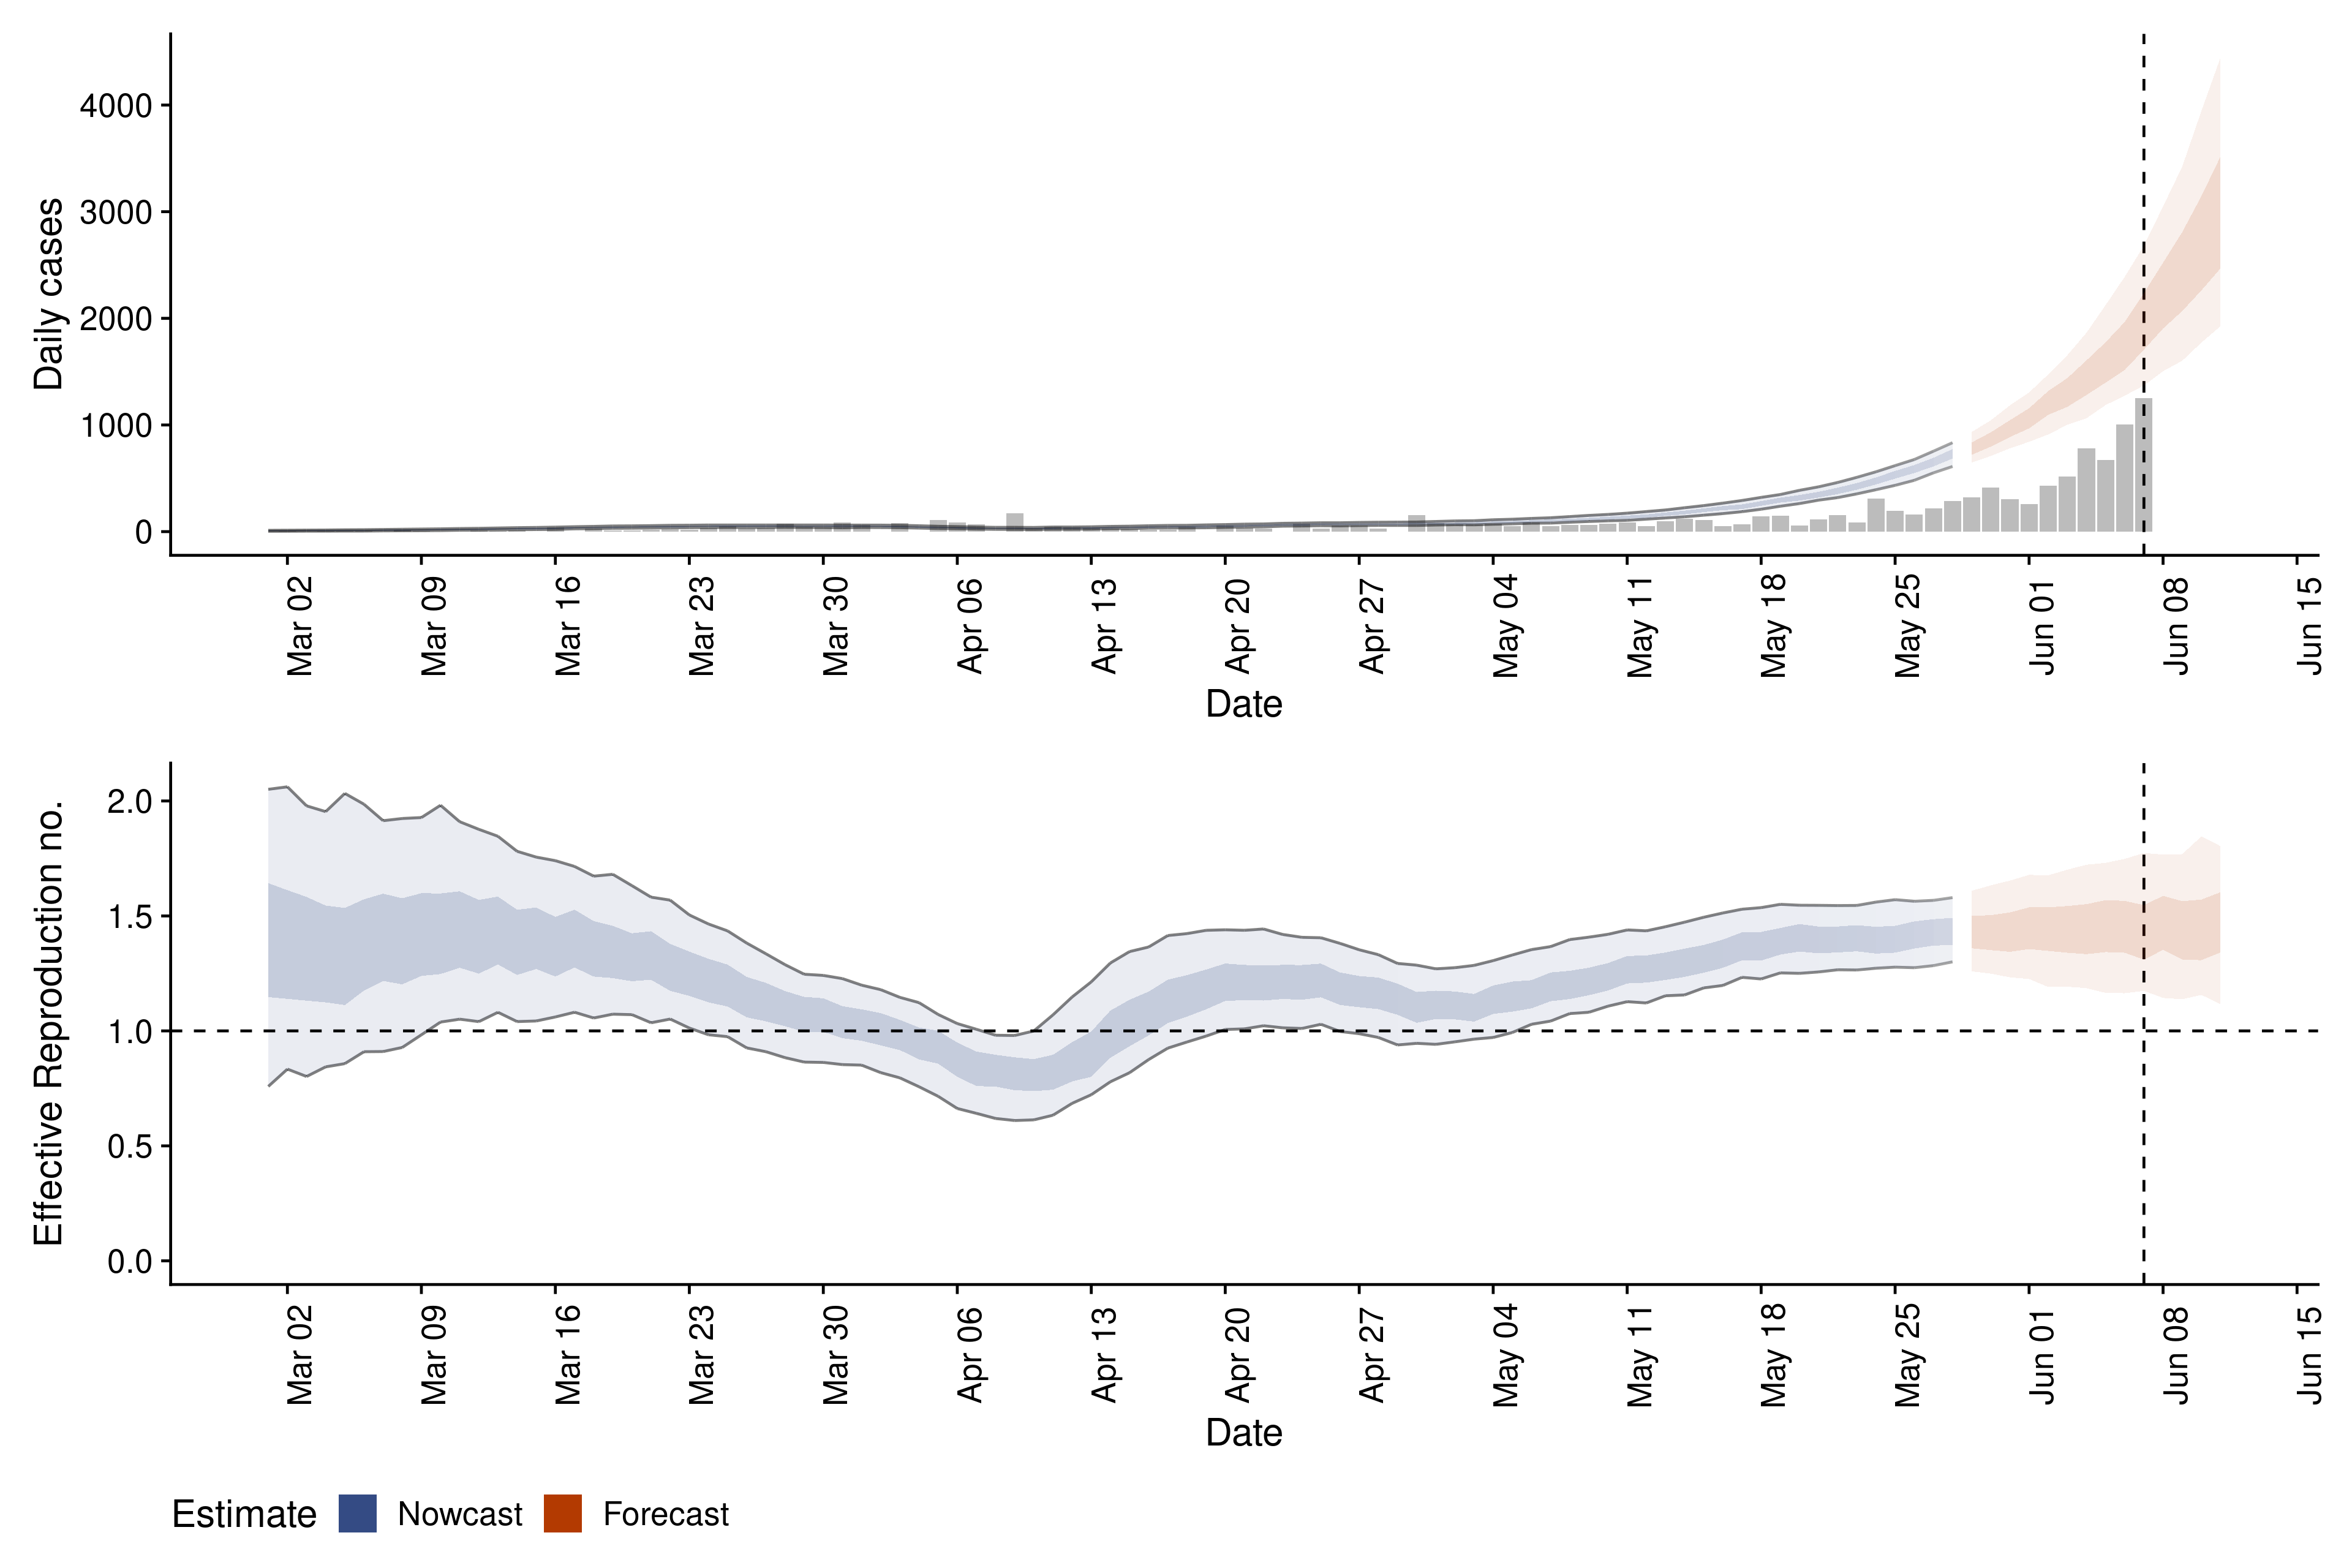 4000
3000
2000
1000
0
Daily cases
Mar 02 Mar 09 Mar 16 Mar 23 Mar 30 Apr 06 Apr 13 Apr 20 Apr 27 May 04 May 11 May 18 May 25 Jun 01 Jun 08 Jun 15
Date
2.0
1.5
1.0
0.5
0.0
Effective Reproduction no.
Mar 02 Mar 09 Mar 16 Mar 23 Mar 30 Apr 06 Apr 13 Apr 20 Apr 27 May 04 May 11 May 18 May 25 Jun 01 Jun 08 Jun 15
Date
Estimate Nowcast Forecast